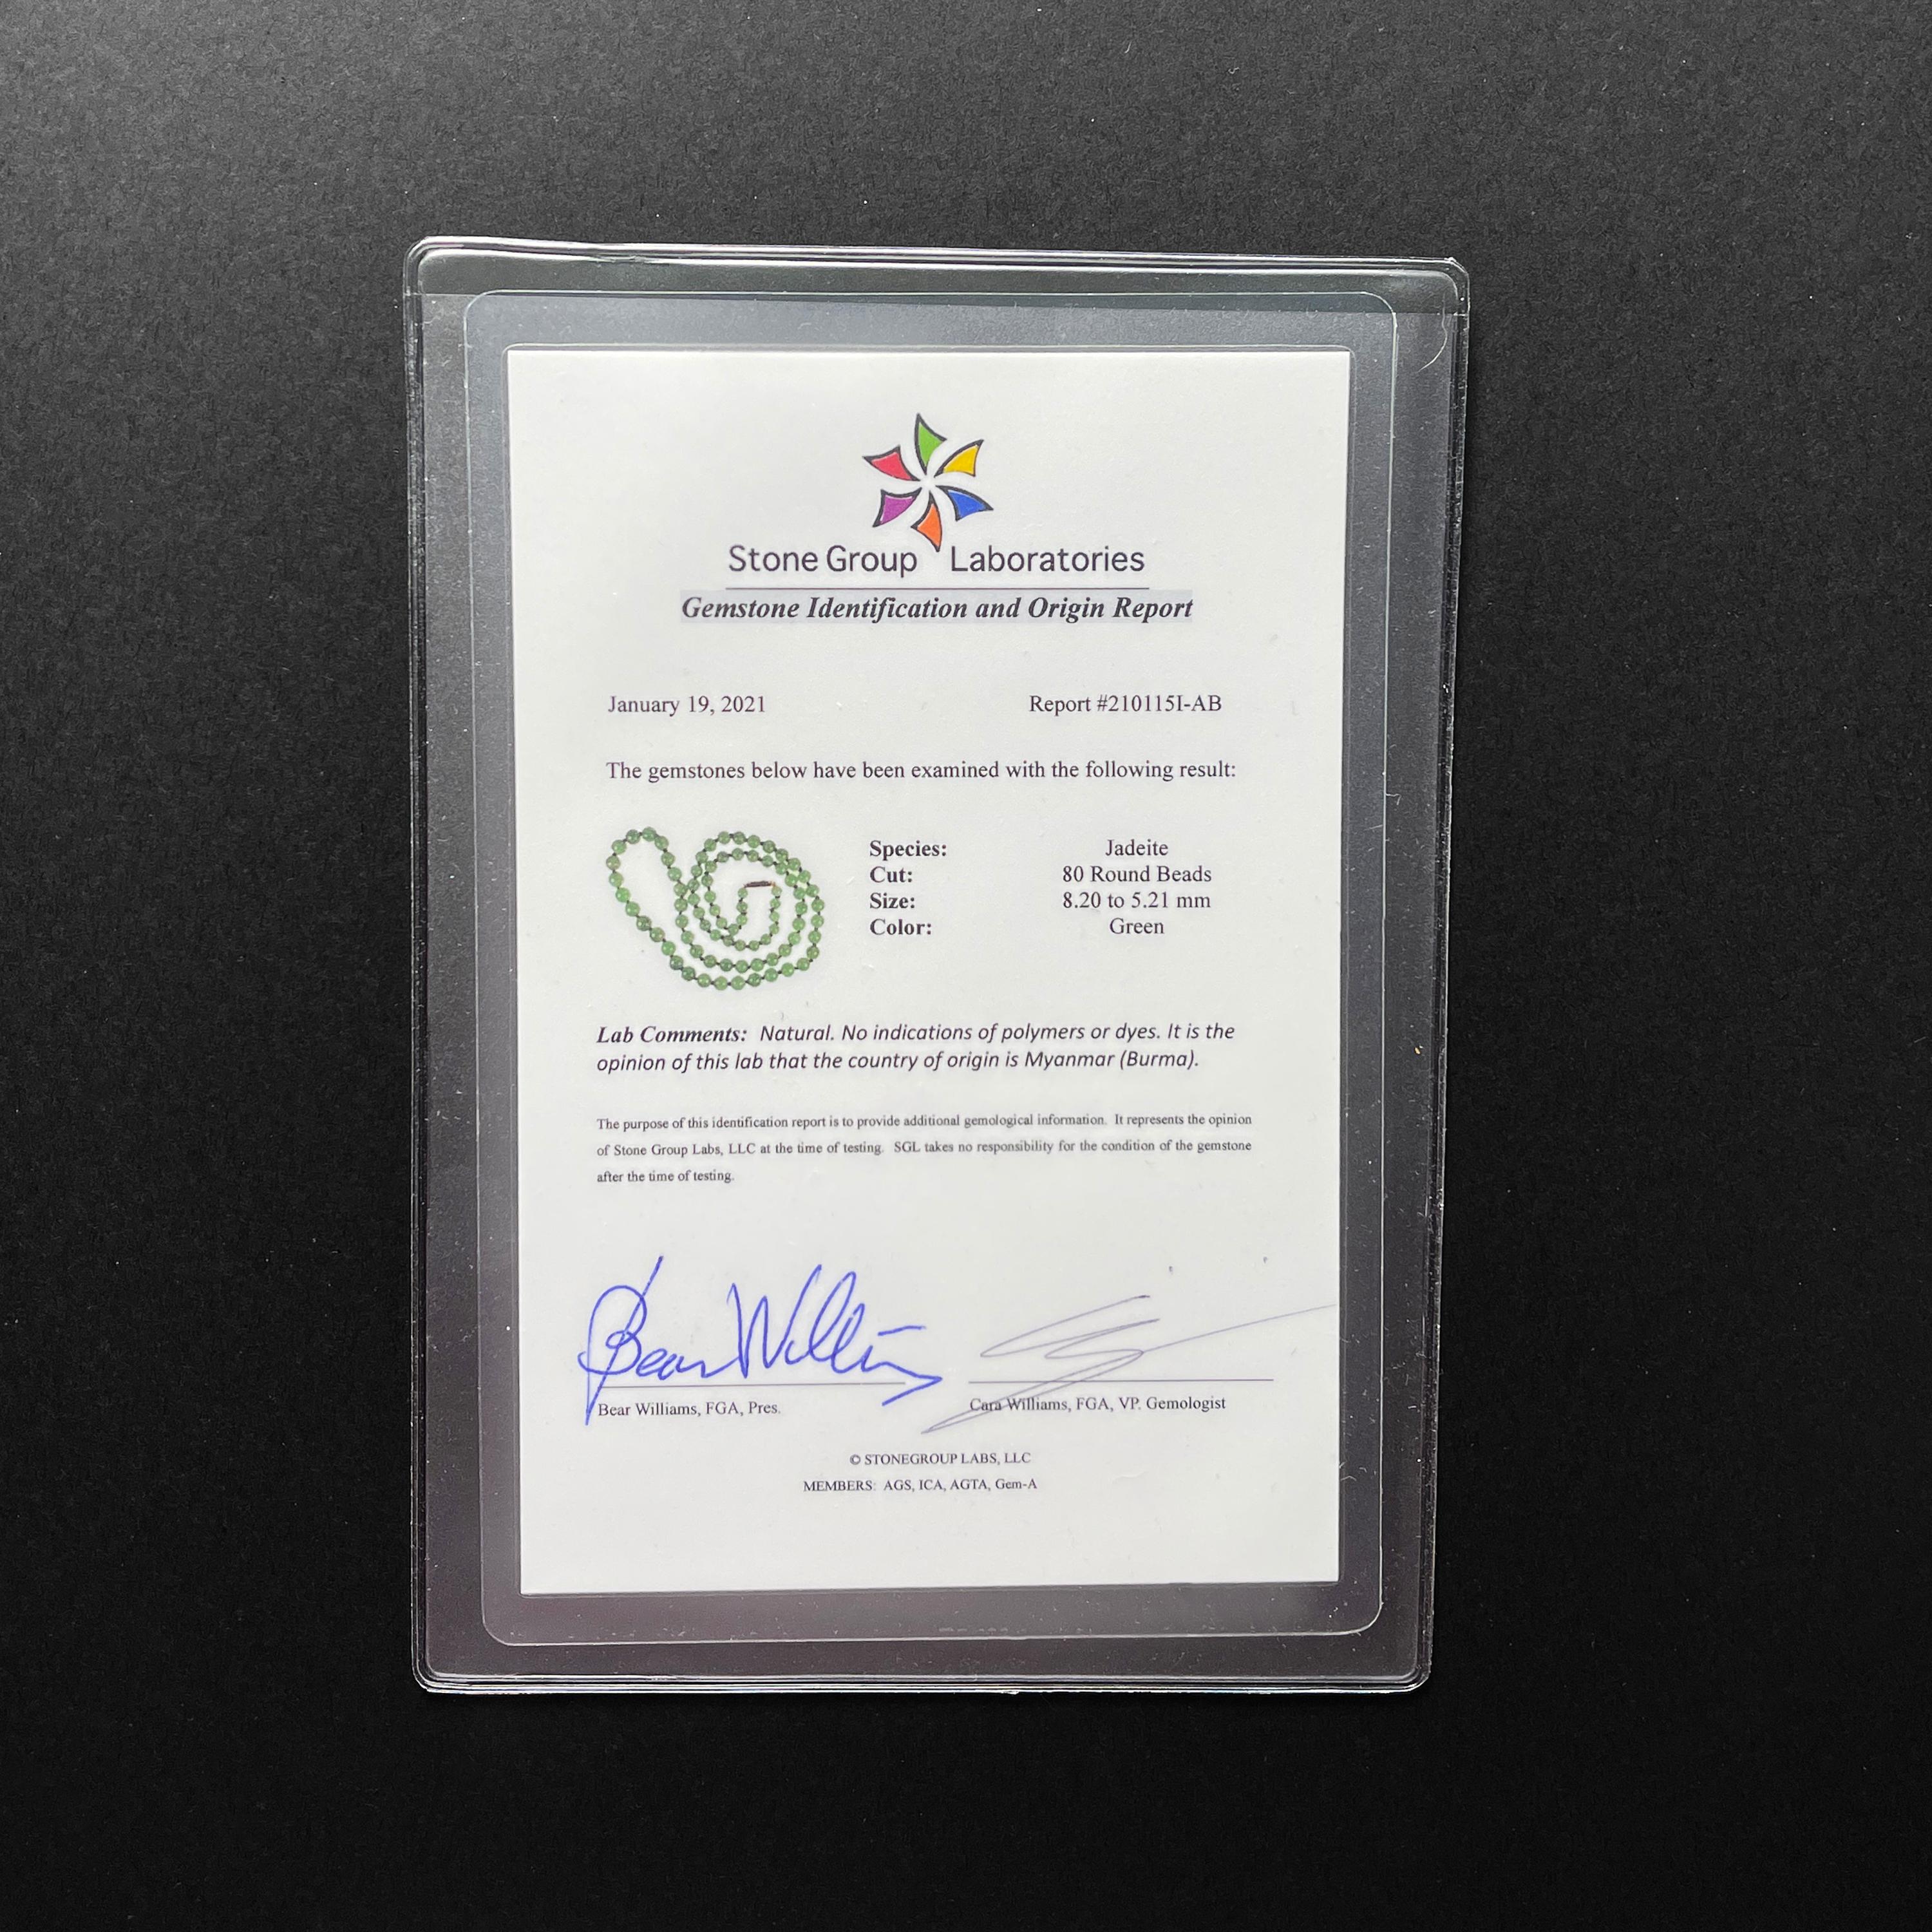 Stone Group Laboratories
Gemstone Identification and Origin Report
January 19, 2021 Report #210115I-AB
The gemstones below have been examined with the following result:
Species: Jadeite
Cut: 80 Round Beads
Size: 8.20 to 5.21 mm
Color: Green
Lab Comments: Natural. No indications of polymers or dyes. It is the
opinion of this lab that the country of origin is Myanmar (Burma).
The purpose of this identification report is to provide additional gemological information. It represents the opinion
of Stone Group Labs, LLC at the time of testing. SGL takes no responsibility for the condition of the gemstone
after the time of testing.
Bear Williams
Bear Williams, FGA, Pres. Cara Williams, FGA, VP. Gemologist
© STONEGROUP LABS, LLC
MEMBERS: AGS, ICA, AGTA, Gem-A